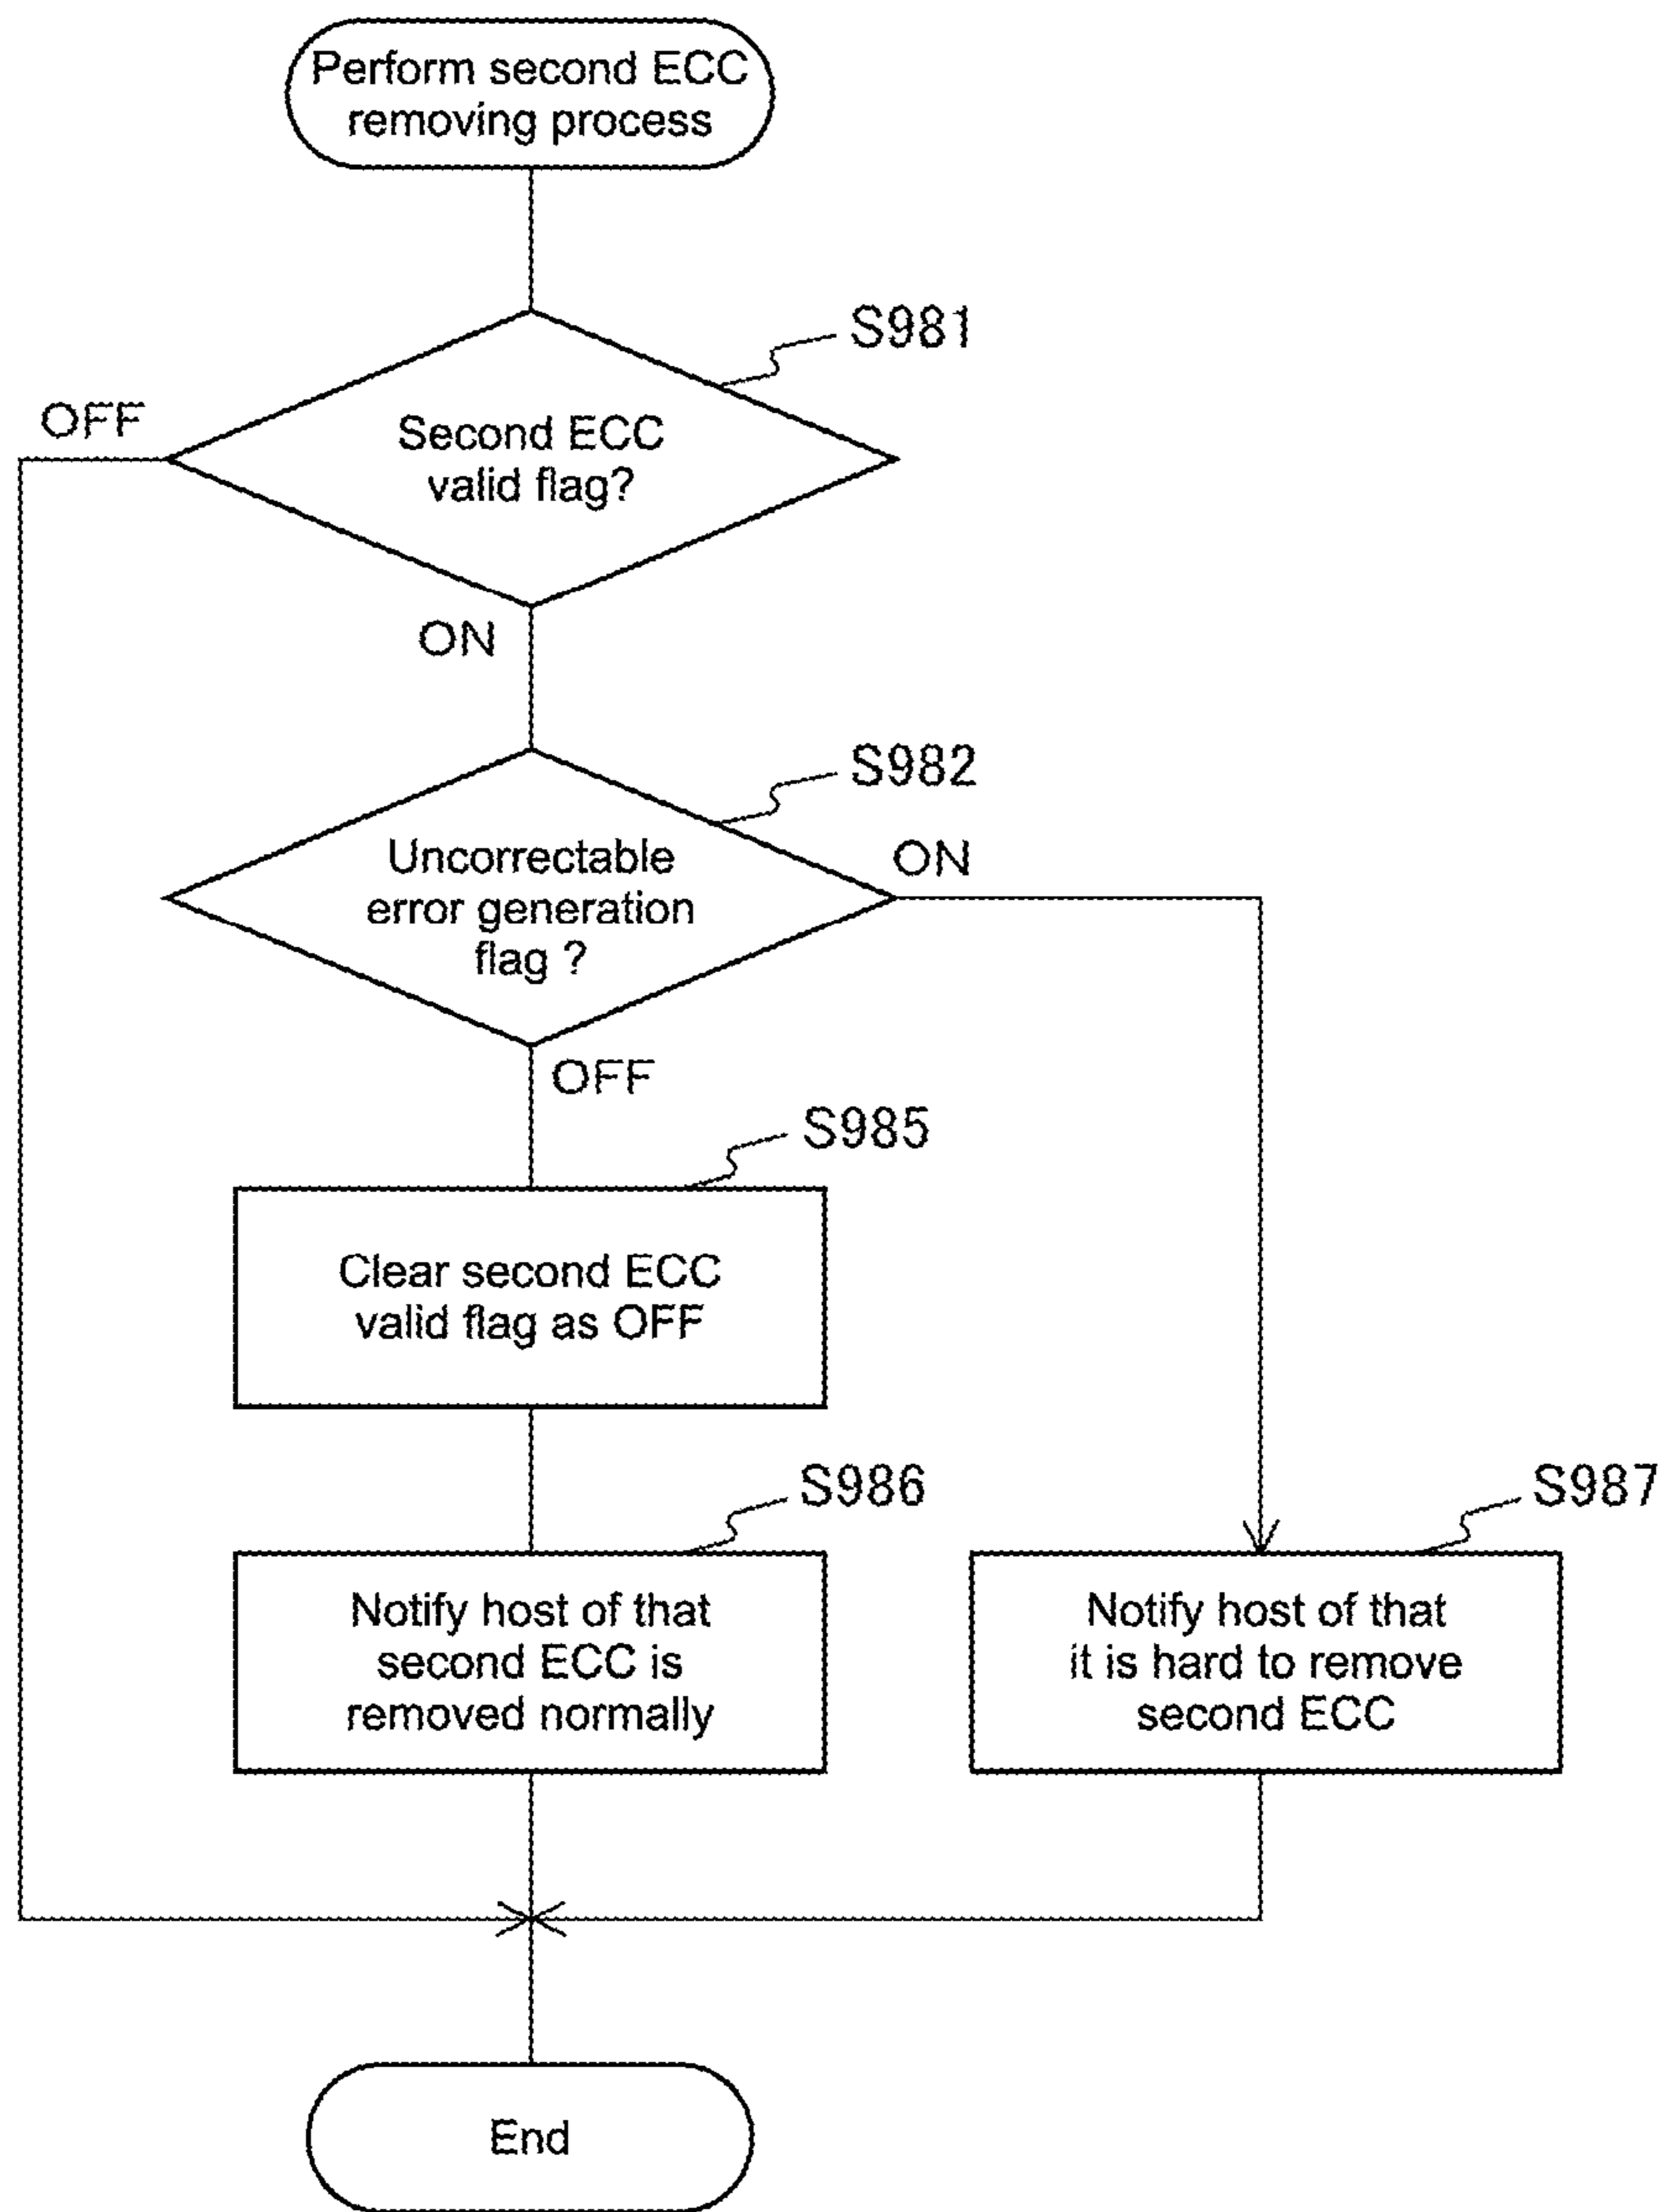 Perform second ECC
removing process
S981
OFF
Second ECC
valid flag?
ON
S982
Uncorrectable
error generation
flag ?
ON
OFF
S985
Clear second ECC
valid flag as OFF
S986
Notify host of that
second ECC is
removed normally
S987
Notify host of that
it is hard to remove
second ECC
End